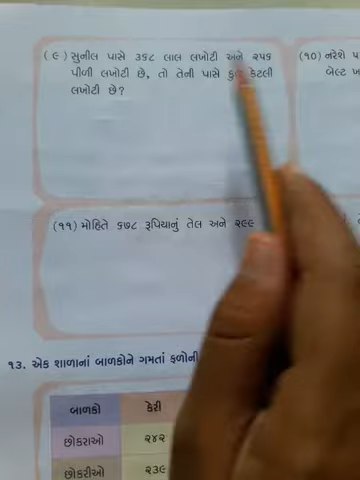 (૯) સુનીલ પાસે ૩૬૮ લાલ લખોટી અને ૨૫૬
પીળી લખોટી છે, તો તેની પાસે કુલ કેટલી
લખોટી છે?
(૧૦) નરેશે
બેલ્ટ
(૧૧) મોહિતે ૬૭૮ રૂપિયાનું તેલ અને ૨૯૯
૧૩. એક શાળાનાં બાળકોને ગમતાં ફળોની
બાળકો કેરી
છોકરાઓ ૨૪૨
છોકરીઓ ૨૩૯